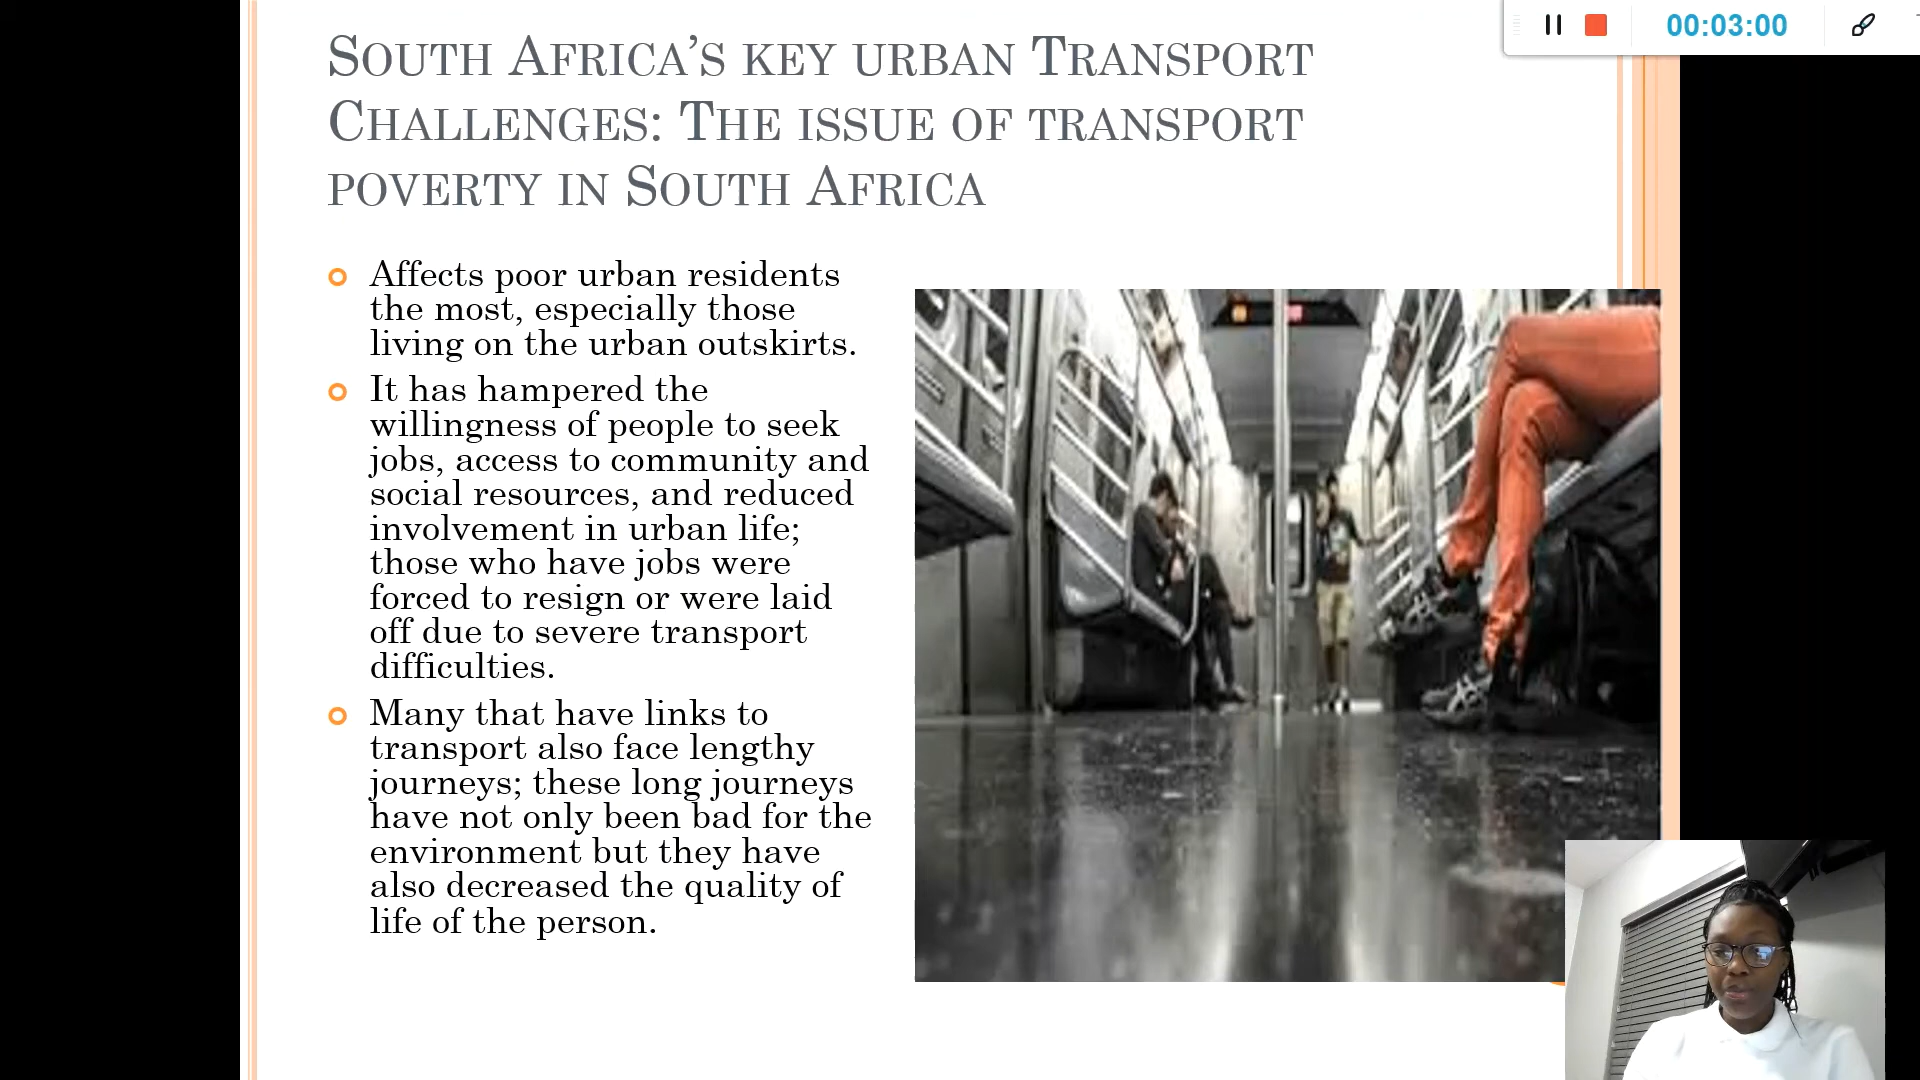 00:03:00
South Africa's key urban Transport
Challenges: The issue of transport
poverty in South Africa
Affects poor urban residents
the most, especially those
living on the urban outskirts.
It has hampered the
willingness of people to seek
jobs, access to community and
social resources, and reduced
involvement in urban life;
those who have jobs were
forced to resign or were laid
off due to severe transport
difficulties.
Many that have links to
transport also face lengthy
journeys; these long journeys
have not only been bad for the
environment but they have
also decreased the quality of
life of the person.